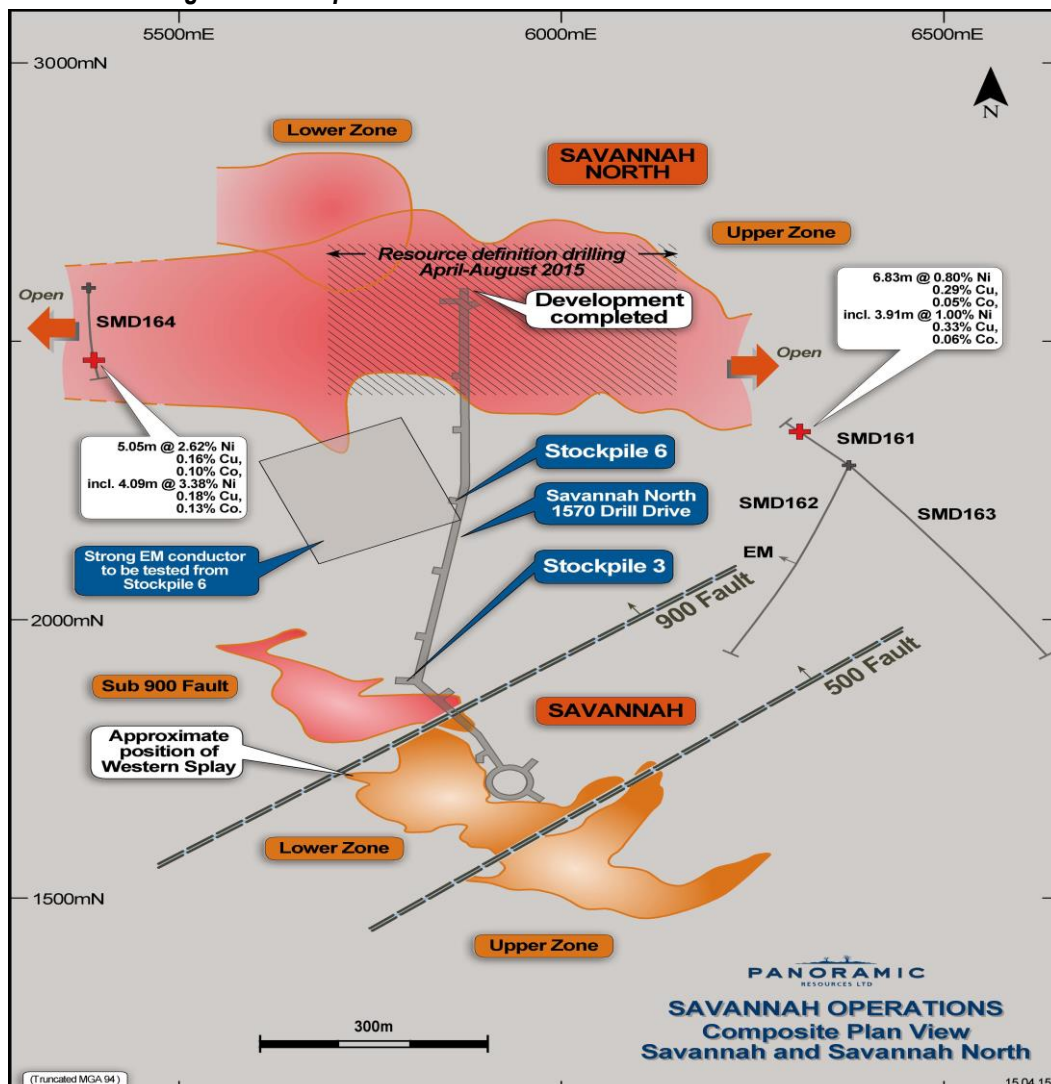 5500mE
6000mE
6500mE
3000mN
N
Lower Zone
SAVANNAH
NORTH
Upper Zone
Resource definition drilling
April-August 2015
Development
completed
6.83m @ 0.80% Ni
0.29% Cu,
0.05% Co,
incl. 3.91m @ 1.00% Ni
0.33% Cu,
0.06% Co.
Open
SMD164
Open
5.05m @ 2.62% Ni
0.16% Cu,
0.10% Co,
incl. 4.09m @ 3.38% Ni
0.18% Cu,
0.13% Co.
SMD161
Stockpile 6
SMD162
SMD163
Savannah North
1570 Drill Drive
Strong EM conductor
to be tested from
Stockpile 6
EM
Stockpile 3
2000mN
900 Fault
500 Fault
Sub 900 Fault
SAVANNAH
Approximate
position of
Western Splay
Lower Zone
1500mN
Upper Zone
PANORAMIC
RESOURCES LTD
SAVANNAH OPERATIONS
Composite Plan View
Savannah and Savannah North
300m
(Truncated MGA 94)
15.04.15